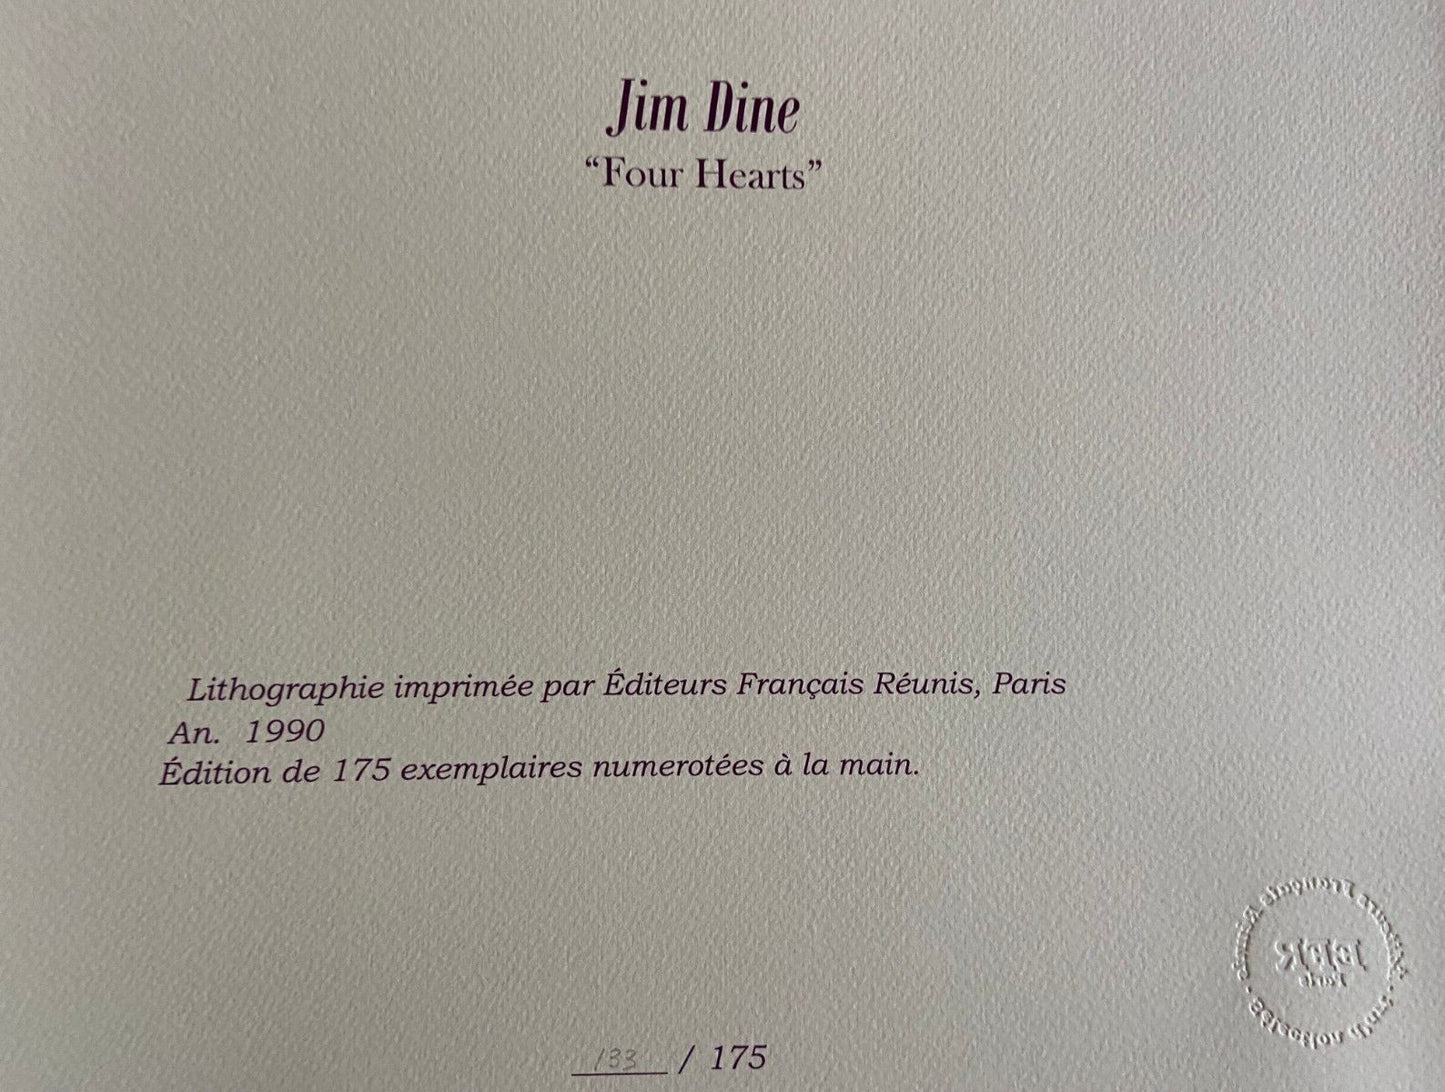 Jim Dine
“Four Hearts”
Lithographie imprimée par Éditeurs Français Réunis, Paris
An. 1990
Édition de 175 exemplaires numerotées à la main.
133 / 175